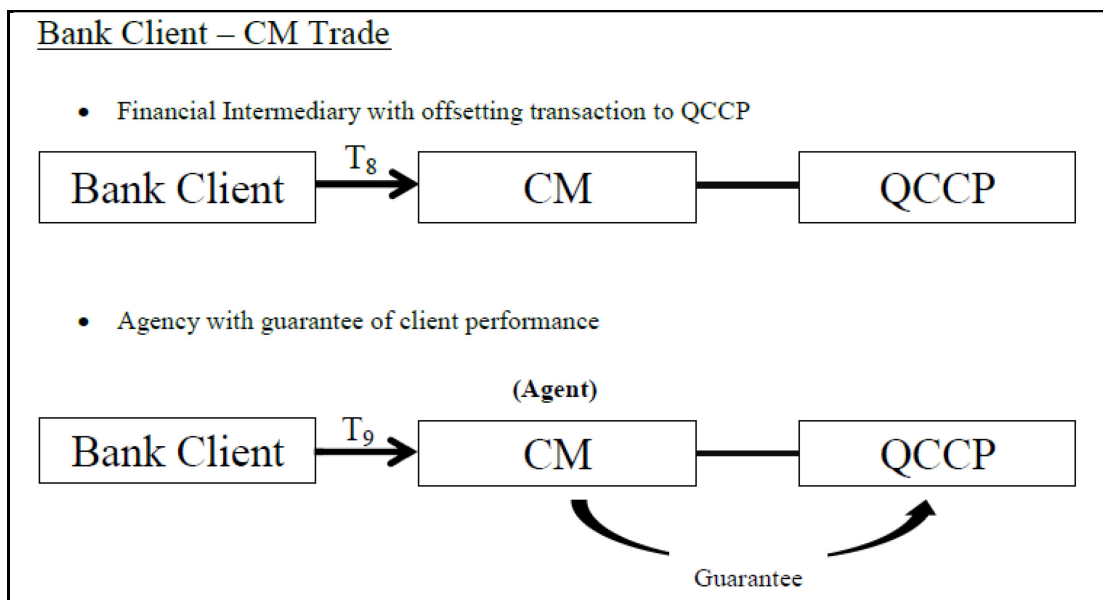 Bank Client – CM Trade
• Financial Intermediary with offsetting transaction to QCCP
T8
Bank Client CM QCCP
• Agency with guarantee of client performance
(Agent)
T9
Bank Client CM QCCP
Guarantee